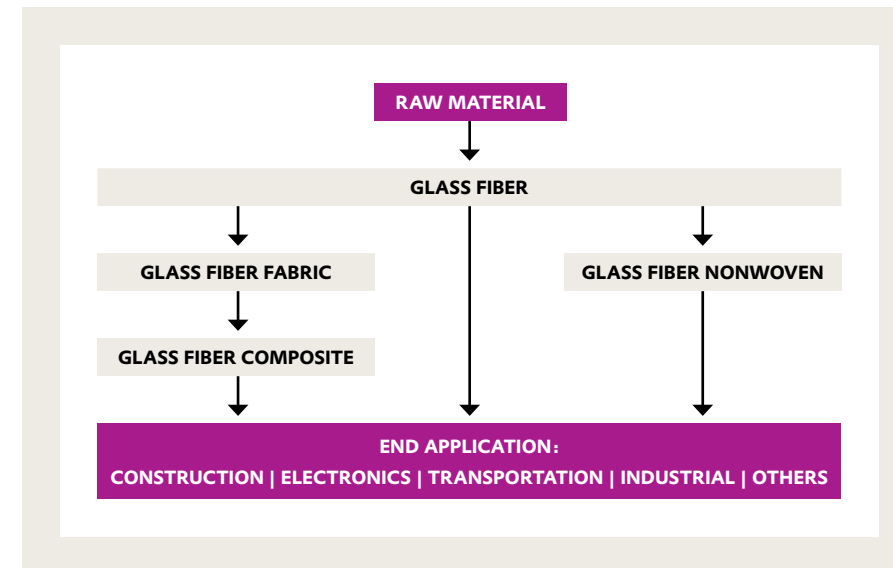 RAW MATERIAL
GLASS FIBER
GLASS FIBER FABRIC
GLASS FIBER NONWOVEN
GLASS FIBER COMPOSITE
END APPLICATION:
CONSTRUCTION | ELECTRONICS | TRANSPORTATION | INDUSTRIAL | OTHERS